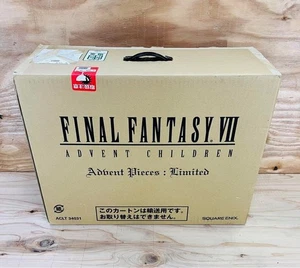 FINAL FANTASY VII
ADVENT CHILDREN
Advent Pieces : Limited
このカートンは輸送用です。
お取り替えはできません。
SQUARE ENIX.